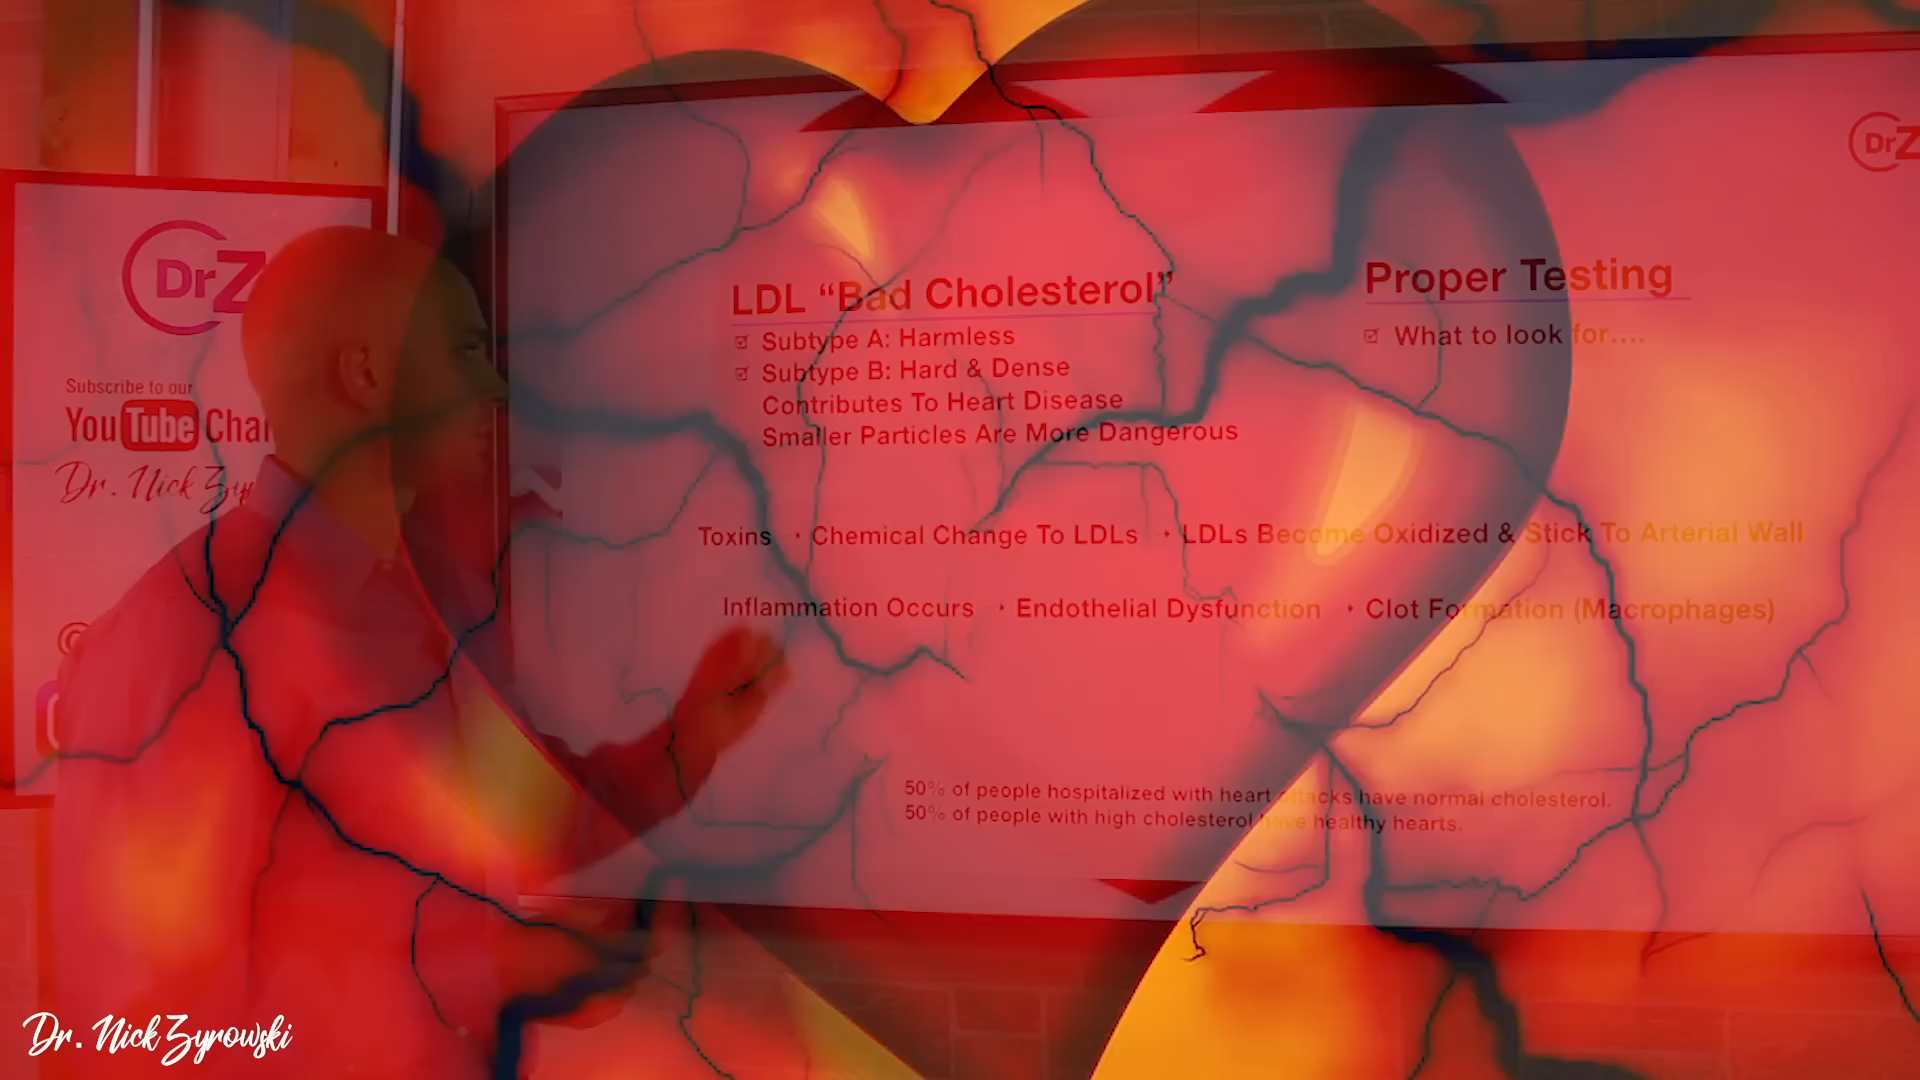 DrZ
DrZ
Subscribe to our
YouTube
Dr. Nick
LDL “Bad Cholesterol”
Subtype A: Harmless
Subtype B: Hard & Dense
Contributes To Heart Disease
Smaller Particles Are More Dangerous
Proper Testing
What to look for....
Toxins · Chemical Change To LDLs · LDLs Become Oxidized & Stick To Arterial Wall
Inflammation Occurs · Endothelial Dysfunction · Clot Formation (Macrophages)
50% of people hospitalized with heart attacks have normal cholesterol.
50% of people with high cholesterol have healthy hearts.
Dr. Nick Zyrowski